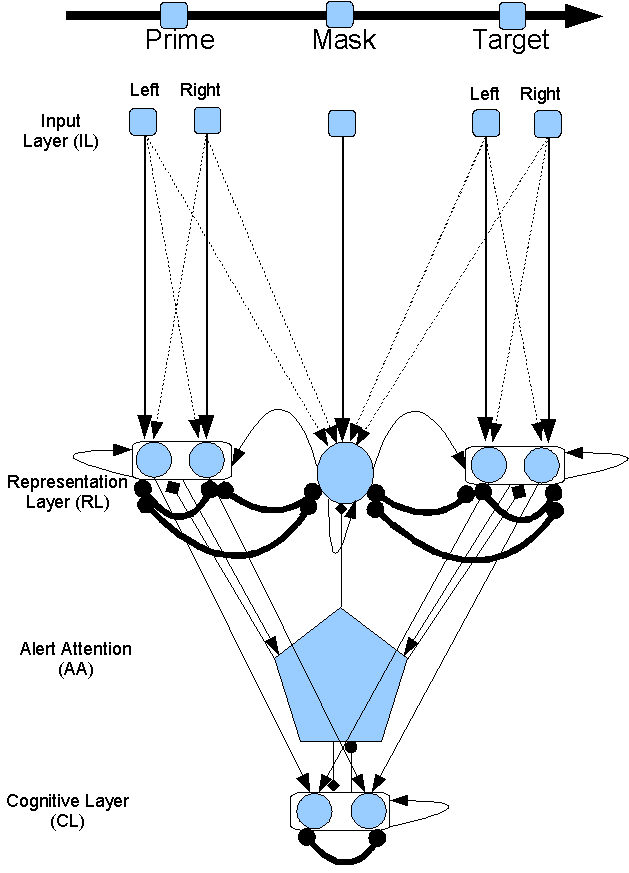 Prime Mask Target
Left Right Left Right
Input
Layer (IL)
Representation
Layer (RL)
Alert Attention
(AA)
Cognitive Layer
(CL)